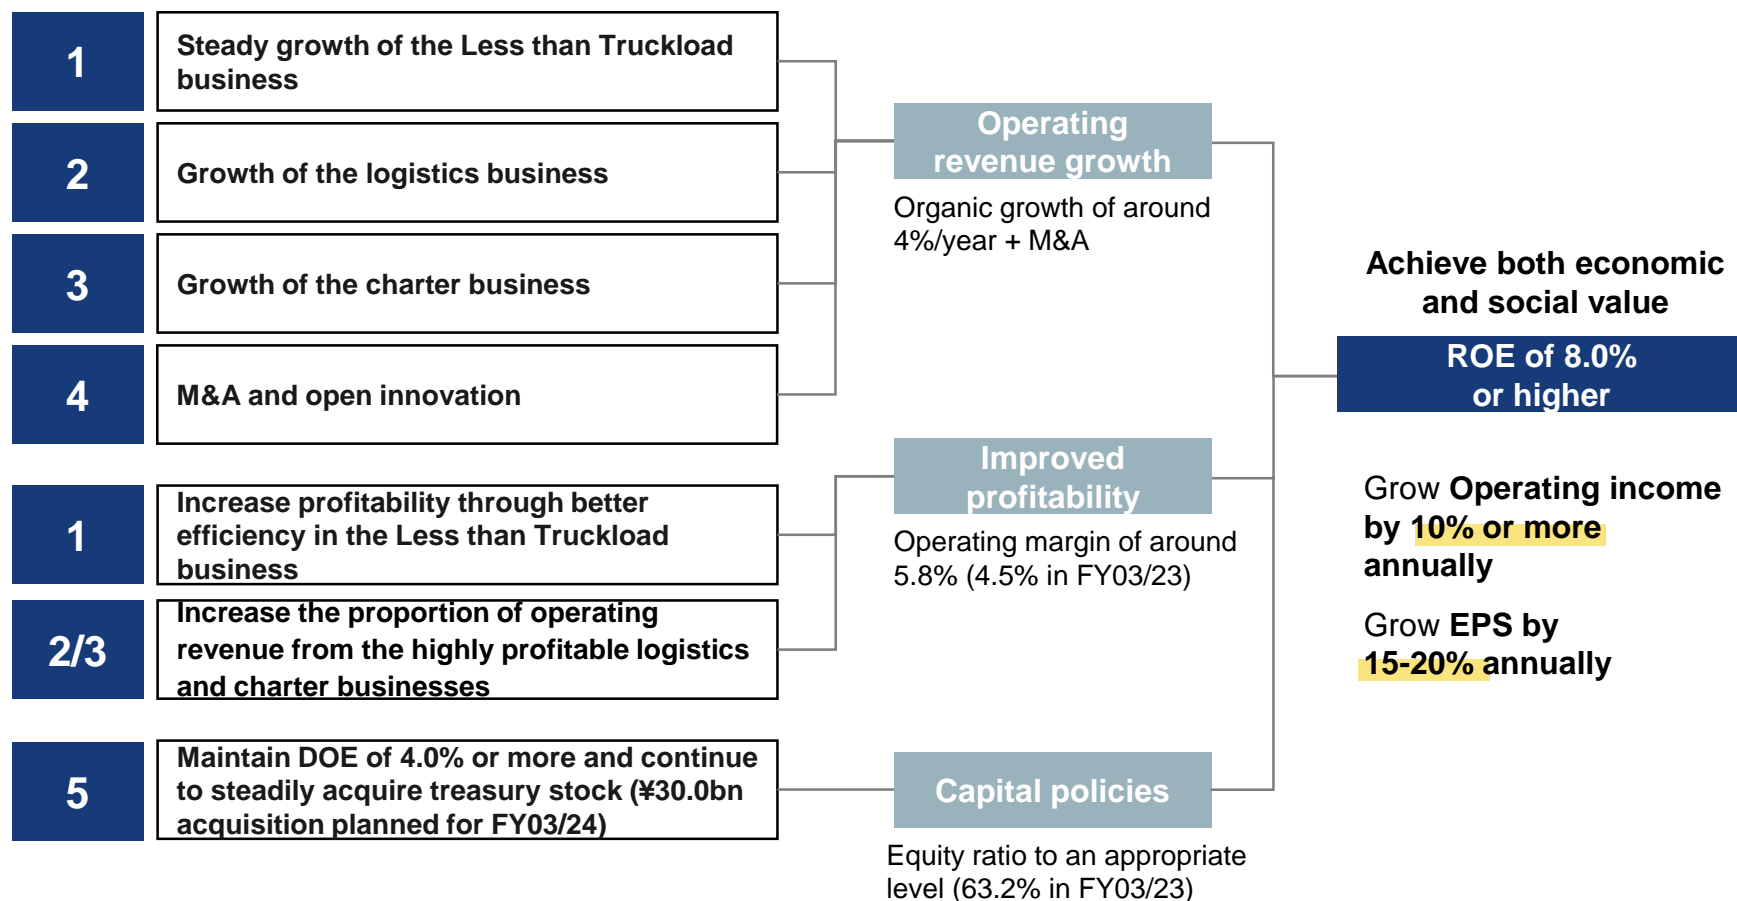 1
Steady growth of the Less than Truckload
business
2
Growth of the logistics business
3
Growth of the charter business
4
M&A and open innovation
Operating
revenue growth
Organic growth of around
4%/year + M&A
1
Increase profitability through better
efficiency in the Less than Truckload
business
2/3
Increase the proportion of operating
revenue from the highly profitable logistics
and charter businesses
Improved
profitability
Operating margin of around
5.8% (4.5% in FY03/23)
5
Maintain DOE of 4.0% or more and continue
to steadily acquire treasury stock (¥30.0bn
acquisition planned for FY03/24)
Capital policies
Equity ratio to an appropriate
level (63.2% in FY03/23)
Achieve both economic
and social value
ROE of 8.0%
or higher
Grow Operating income
by 10% or more
annually
Grow EPS by
15-20% annually